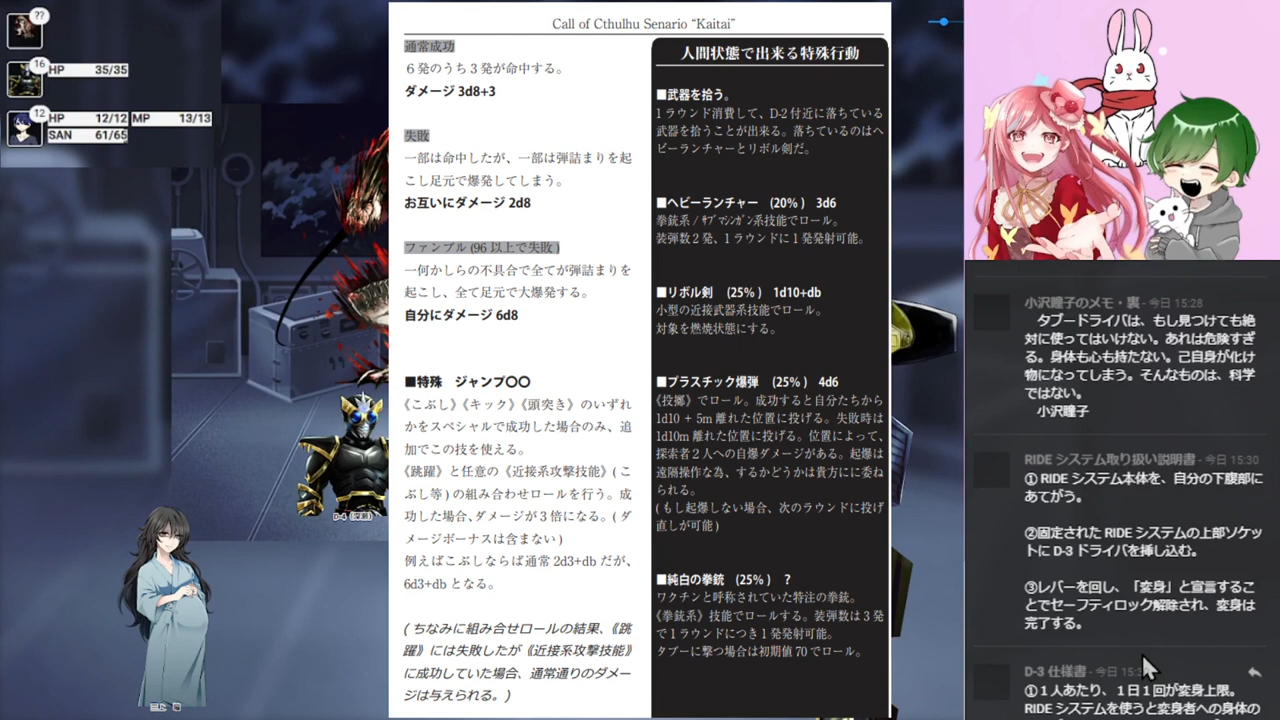 ??
16
HP 35/35
12
HP 12/12 MP 13/13
SAN 61/65
D-4 (深瀬)
Call of Cthulhu Senario "Kaitai"
通常成功
6発のうち3発が命中する。
ダメージ 3d8+3
失敗
一部は命中したが、一部は弾詰まりを起
こし足元で爆発してしまう。
お互いにダメージ 2d8
ファンブル (96 以上で失敗)
一何かしらの不具合で全てが弾詰まりを
起こし、全て足元で大爆発する。
自分にダメージ 6d8
■特殊 ジャンプ〇〇
《こぶし》《キック》《頭突き》のいずれ
かをスペシャルで成功した場合のみ、追
加でこの技を使える。
《跳躍》と任意の《近接系攻撃技能》(こ
ぶし等)の組み合わせロールを行う。成
功した場合、ダメージが3倍になる。(ダ
メージボーナスは含まない)
例えばこぶしならば通常 2d3+db だが、
6d3+db となる。
(ちなみに組み合せロールの結果、《跳
躍》には失敗したが《近接系攻撃技能》
に成功していた場合、通常通りのダメー
ジは与えられる。)
人間状態で出来る特殊行動
■武器を拾う。
1ラウンド消費して、D-2 付近に落ちている
武器を拾うことが出来る。落ちているのはヘ
ビーランチャーとリボル剣だ。
■ヘビーランチャー (20%) 3d6
拳銃系 / ｻﾌﾞﾏｼﾝｶﾞﾝ系技能でロール。
装弾数2発、1ラウンドに1発発射可能。
■リボル剣 (25%) 1d10+db
小型の近接武器系技能でロール。
対象を燃焼状態にする。
■プラスチック爆弾 (25%) 4d6
《投擲》でロール。成功すると自分たちから
1d10 + 5m 離れた位置に投げる。失敗時は
1d10m 離れた位置に投げる。位置によって、
探索者2人への自爆ダメージがある。起爆は
遠隔操作な為、するかどうかは貴方にに委ね
られる。
(もし起爆しない場合、次のラウンドに投げ
直しが可能)
■純白の拳銃 (25%) ?
ワクチンと呼称されていた特注の拳銃。
《拳銃系》技能でロールする。装弾数は3発
で1ラウンドにつき1発発射可能。
タブーに撃つ場合は初期値70でロール。
小沢瞳子のメモ・裏 - 今日 15:28
タブードライバは、もし見つけても絶
対に使ってはいけない。あれは危険すぎ
る。身体も心も持たない。己自身が化け
物になってしまう。そんなものは、科学
ではない。
小沢瞳子
RIDE システム取り扱い説明書 - 今日 15:30
① RIDE システム本体を、自分の下腹部に
あてがう。
②固定された RIDE システムの上部ソケッ
トに D-3 ドライバを挿し込む。
③レバーを回し、「変身」と宣言するこ
とでセーフティロック解除され、変身は
完了する。
D-3 仕様書 - 今日
①1人あたり、1日1回が変身上限。
RIDE システムを使うと変身者への身体の